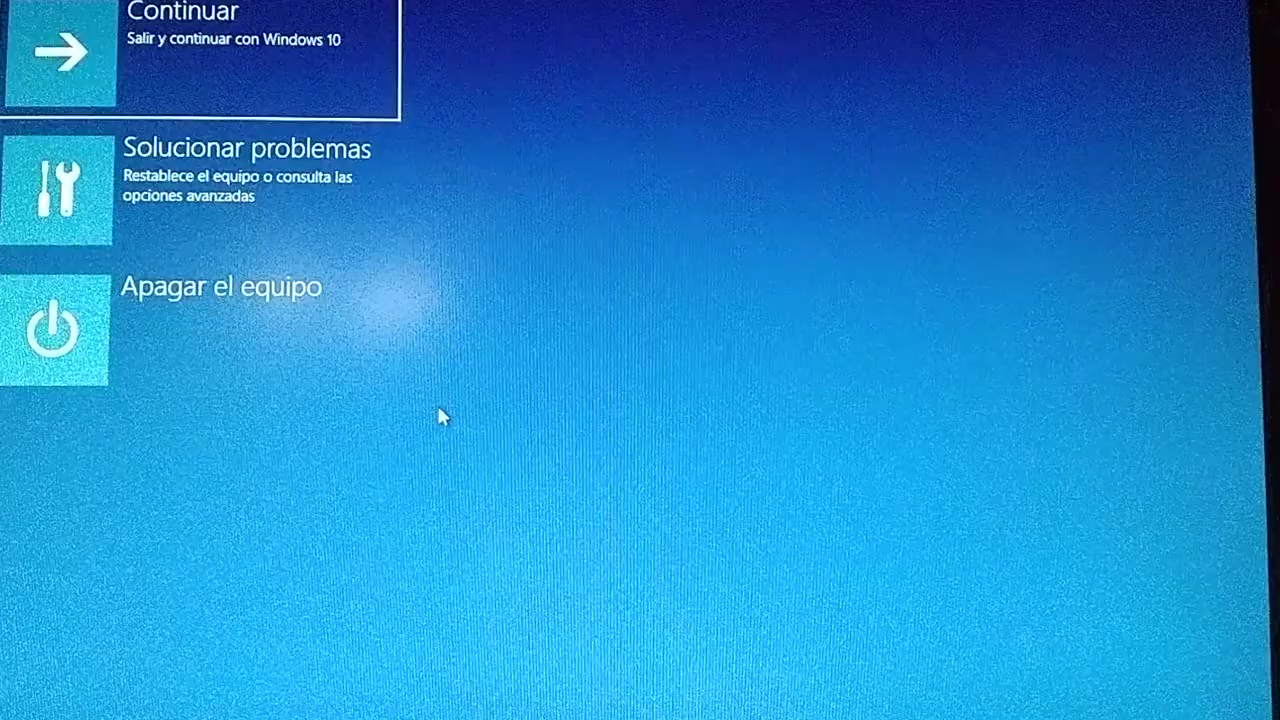 Continuar
Salir y continuar con Windows 10
Solucionar problemas
Restablece el equipo o consulta las
opciones avanzadas
Apagar el equipo